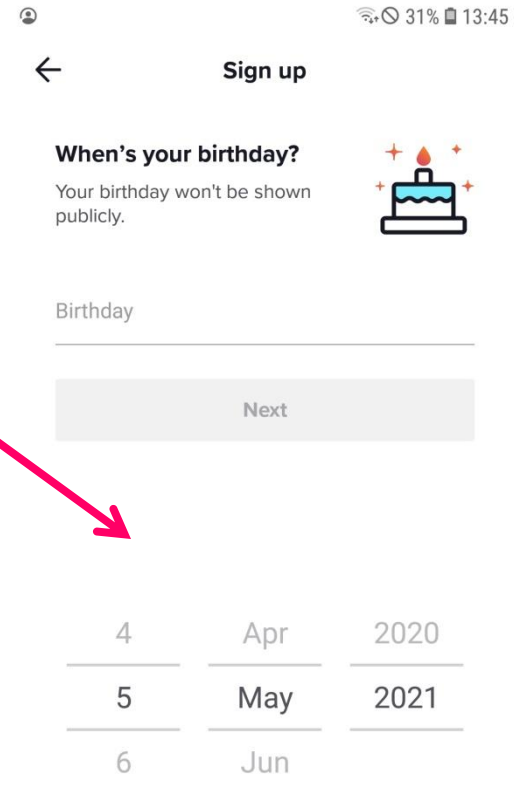 31% 13:45
Sign up
When's your birthday?
Your birthday won't be shown
publicly.
Birthday
Next
4 Apr 2020
5 May 2021
6 Jun